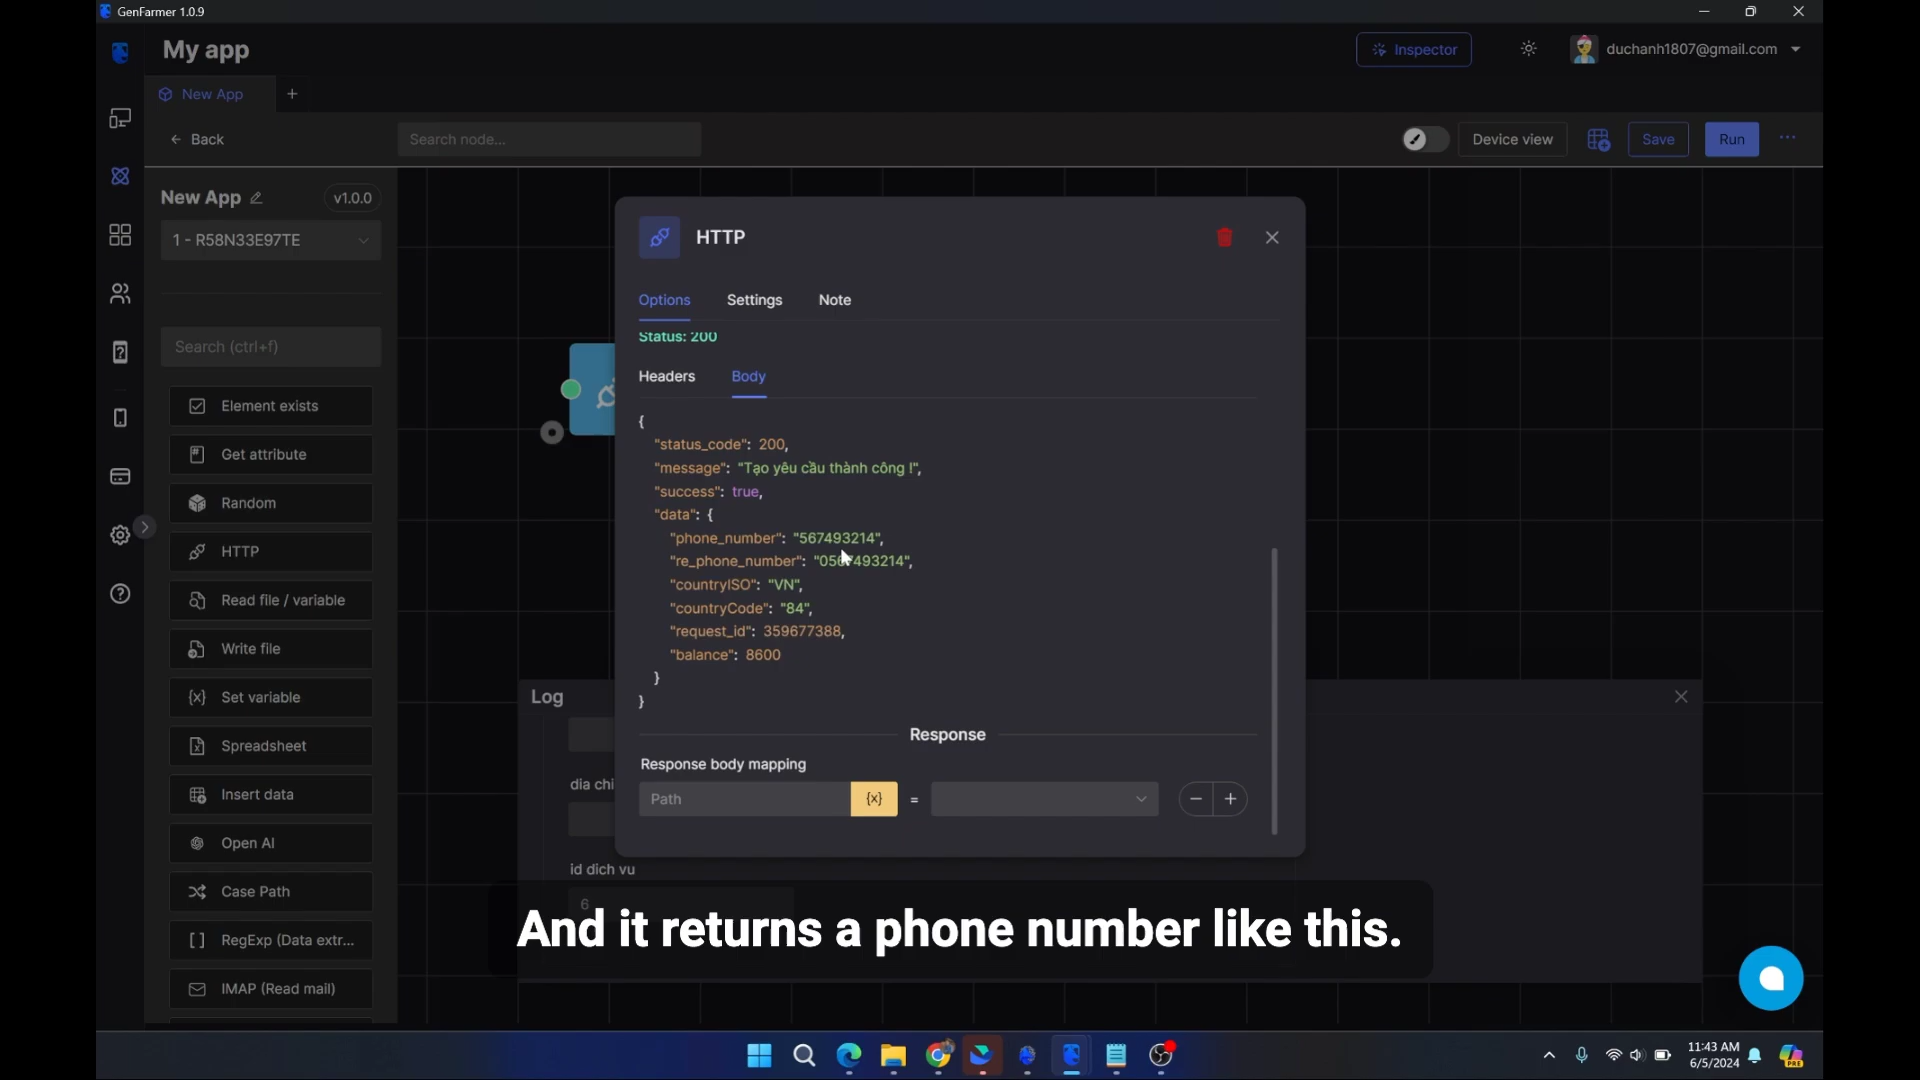 GenFarmer 1.0.9
My app
Inspector
duchanh1807@gmail.com
New App
+
Back
Search node...
Device view
Save
Run
New App
v1.0.0
1 - R58N33E97TE
Search (ctrl+f)
Element exists
Get attribute
Random
HTTP
Read file / variable
Write file
{x} Set variable
Spreadsheet
Insert data
Open AI
Case Path
[ ] RegExp (Data extr...
IMAP (Read mail)
HTTP
Options Settings Note
Status: 200
Headers Body
{
"status_code": 200,
"message": "Tạo yêu cầu thành công !",
"success": true,
"data": {
"phone_number": "567493214",
"re_phone_number": "0567493214",
"countryISO": "VN",
"countryCode": "84",
"request_id": 359677388,
"balance": 8600
}
}
Response
Response body mapping
Path {x} = − +
Log
dia chi
id dich vu
6
And it returns a phone number like this.
11:43 AM
6/5/2024
PRE